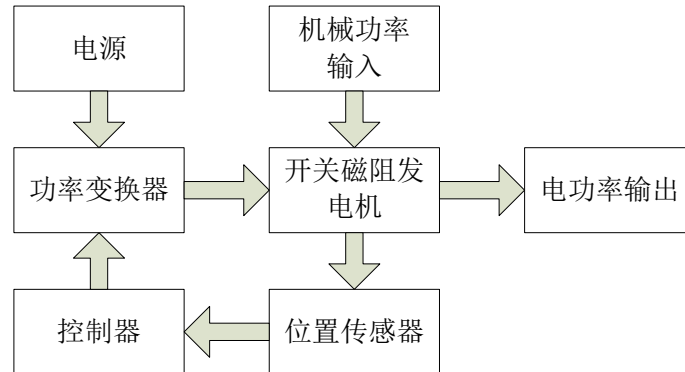 电源
机械功率
输入
功率变换器
开关磁阻发
电机
电功率输出
控制器
位置传感器